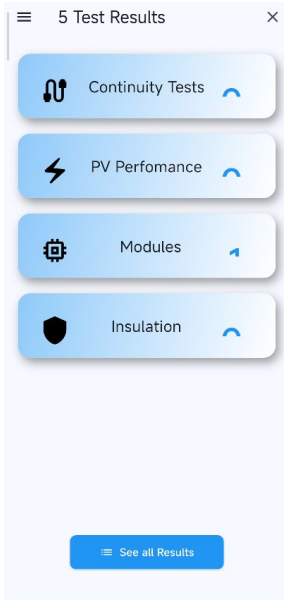 5 Test Results
Continuity Tests
PV Perfomance
Modules
Insulation
See all Results